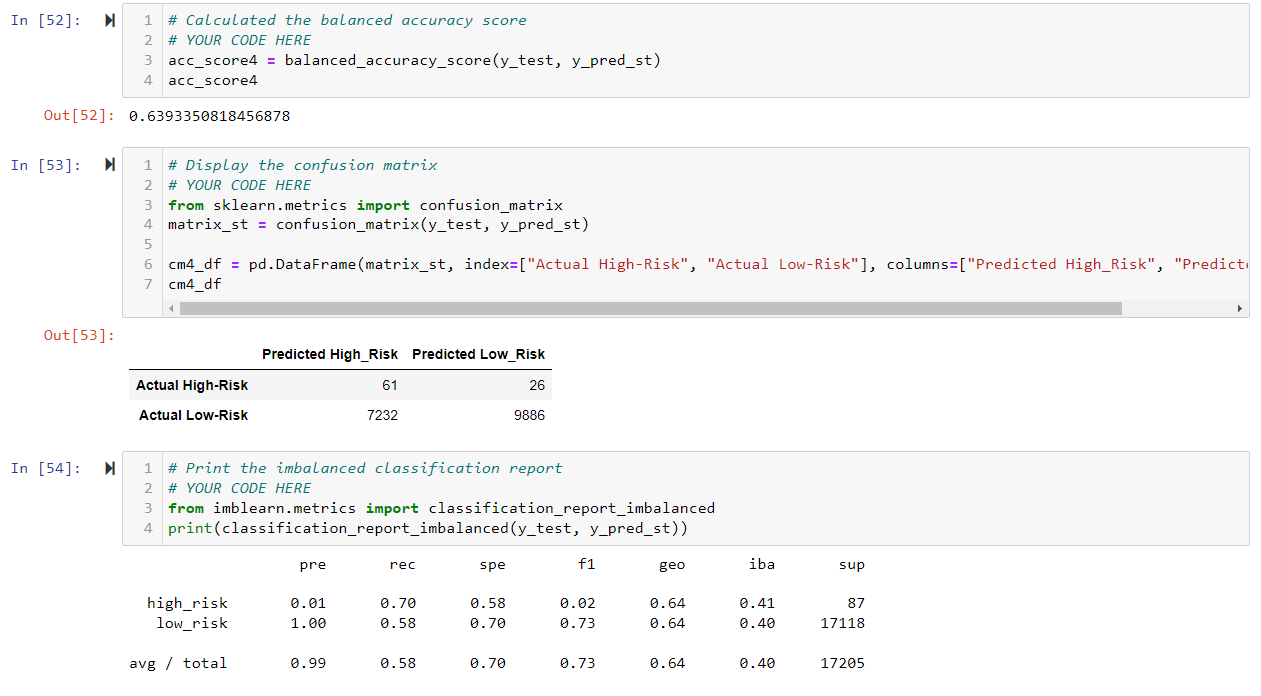 In [52]:
1 # Calculated the balanced accuracy score
2 # YOUR CODE HERE
3 acc_score4 = balanced_accuracy_score(y_test, y_pred_st)
4 acc_score4
Out[52]: 0.6393350818456878
In [53]:
1 # Display the confusion matrix
2 # YOUR CODE HERE
3 from sklearn.metrics import confusion_matrix
4 matrix_st = confusion_matrix(y_test, y_pred_st)
5
6 cm4_df = pd.DataFrame(matrix_st, index=["Actual High-Risk", "Actual Low-Risk"], columns=["Predicted High_Risk", "Predicte
7 cm4_df
Out[53]:
Predicted High_Risk Predicted Low_Risk
Actual High-Risk 61 26
Actual Low-Risk 7232 9886
In [54]:
1 # Print the imbalanced classification report
2 # YOUR CODE HERE
3 from imblearn.metrics import classification_report_imbalanced
4 print(classification_report_imbalanced(y_test, y_pred_st))
pre rec spe f1 geo iba sup
high_risk 0.01 0.70 0.58 0.02 0.64 0.41 87
low_risk 1.00 0.58 0.70 0.73 0.64 0.40 17118
avg / total 0.99 0.58 0.70 0.73 0.64 0.40 17205